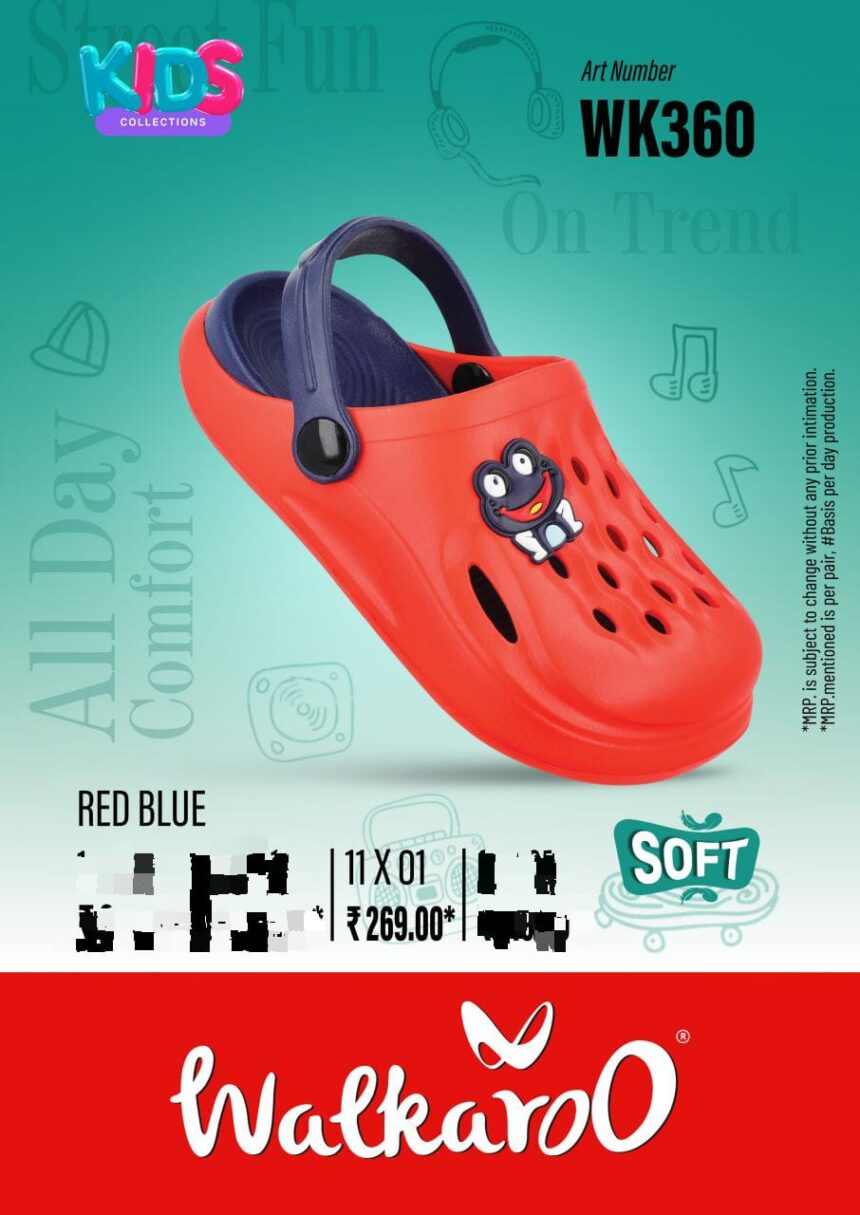 Street Fun
KIDS
COLLECTIONS
Art Number
WK360
On Trend
All Day
Comfort
*MRP. is subject to change without any prior intimation.
*MRP.mentioned is per pair, #Basis per day production.
RED BLUE
11 X 01
₹ 269.00*
SOFT
Walkaroo®